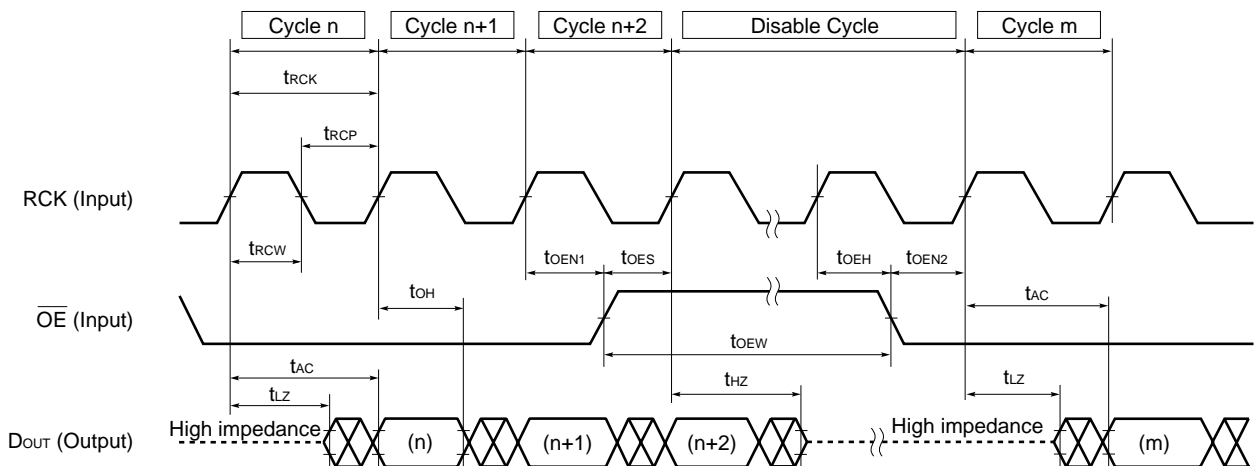 Cycle n Cycle n+1 Cycle n+2 Disable Cycle Cycle m
tRCK
tRCP
RCK (Input)
tRCW tOEN1 tOES tOEH tOEN2
tOH tAC
OE (Input)
tOEW
tAC
tLZ tHZ tLZ
High impedance High impedance
DOUT (Output) (n) (n+1) (n+2) (m)